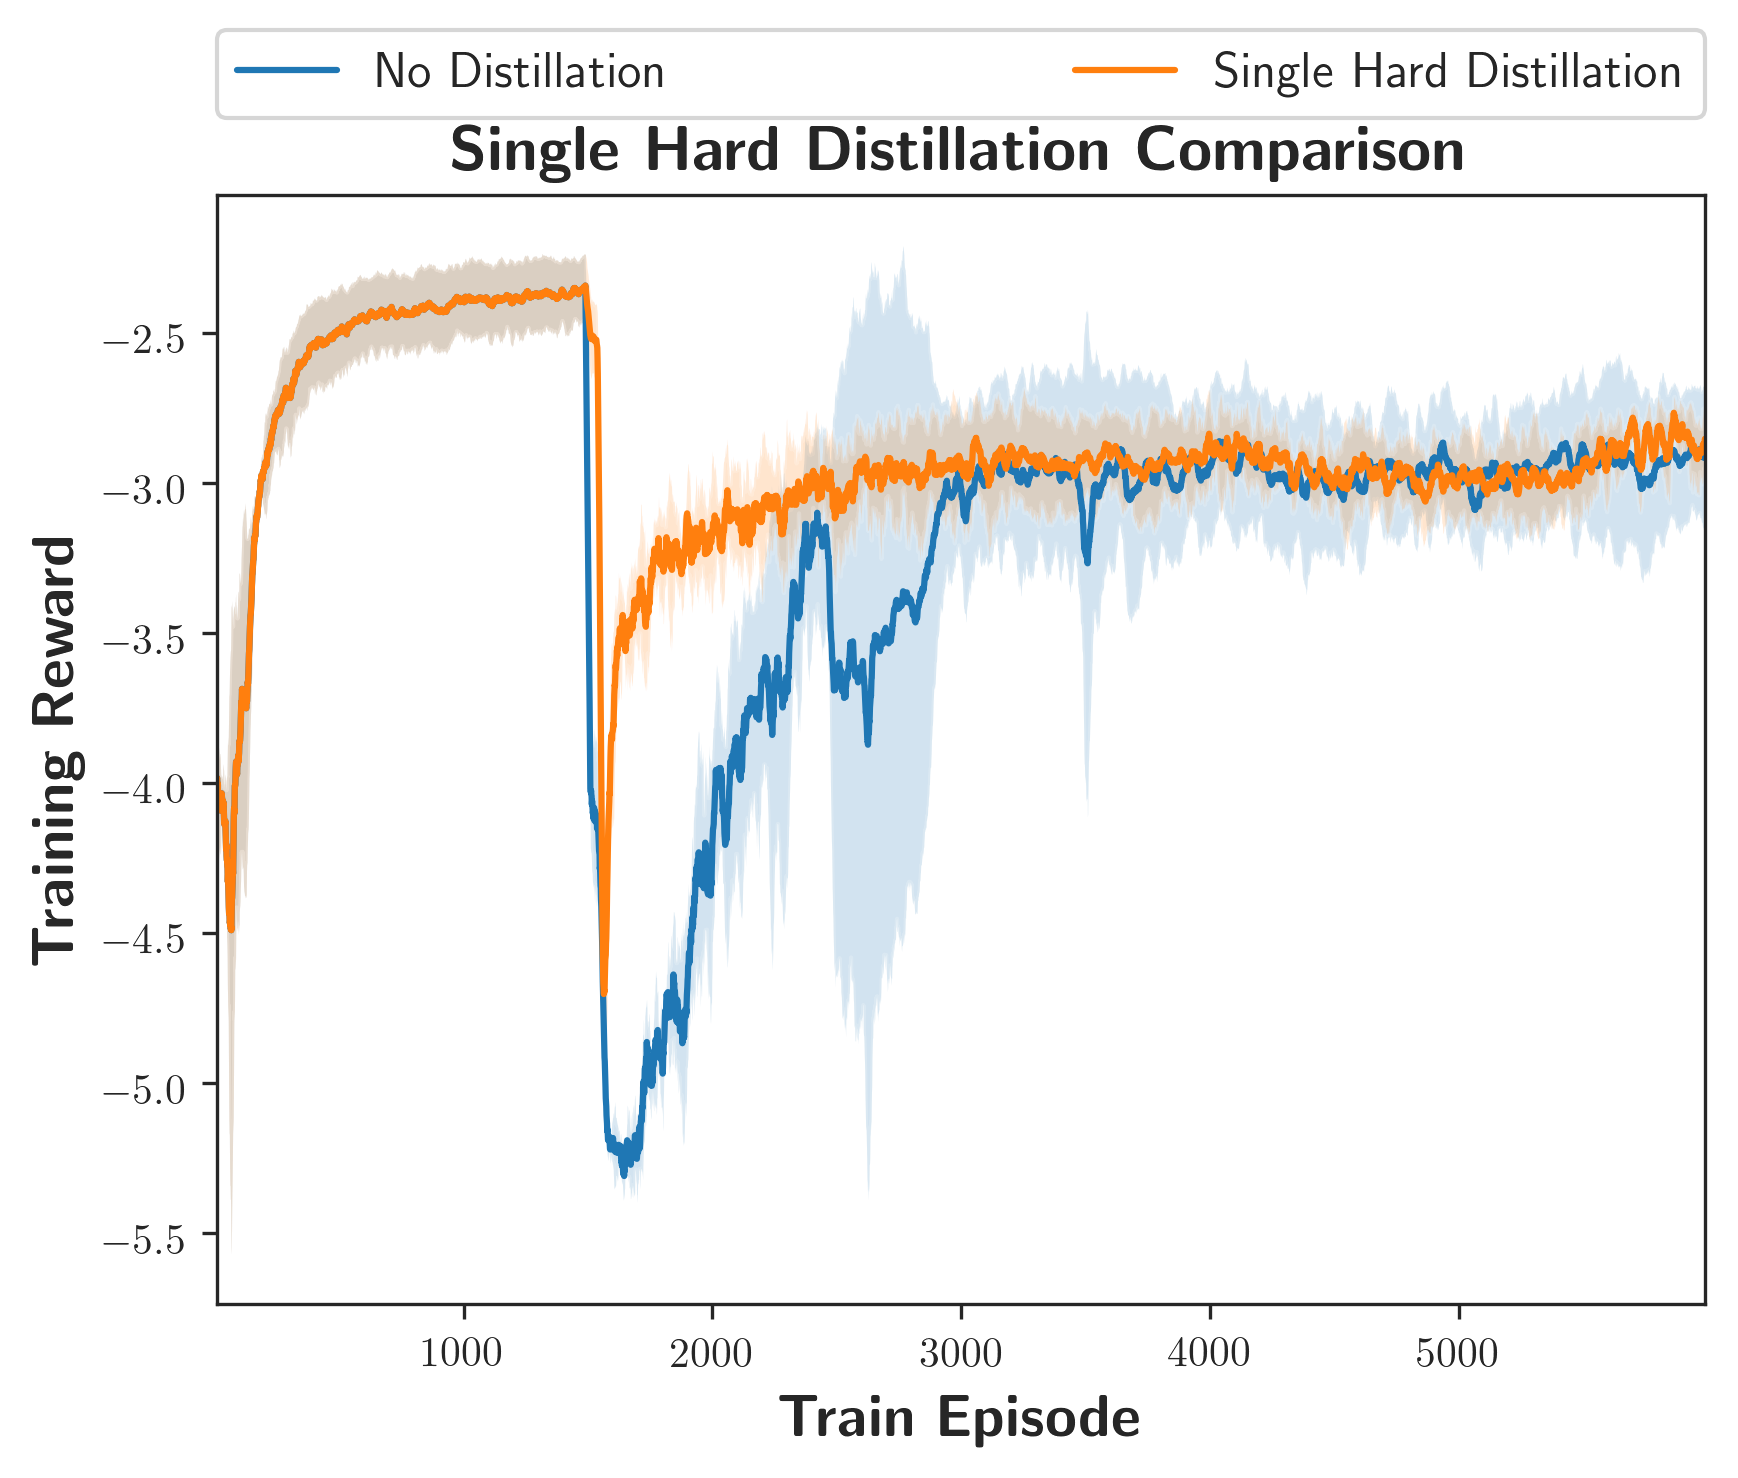 No Distillation
Single Hard Distillation
Single Hard Distillation Comparison
Training Reward
−2.5
−3.0
−3.5
−4.0
−4.5
−5.0
−5.5
1000
2000
3000
4000
5000
Train Episode